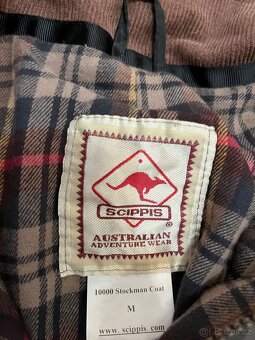 SCIPPIS
®
AUSTRALIAN
ADVENTURE WEAR
10000 Stockman Coat
M
www.scippis.com